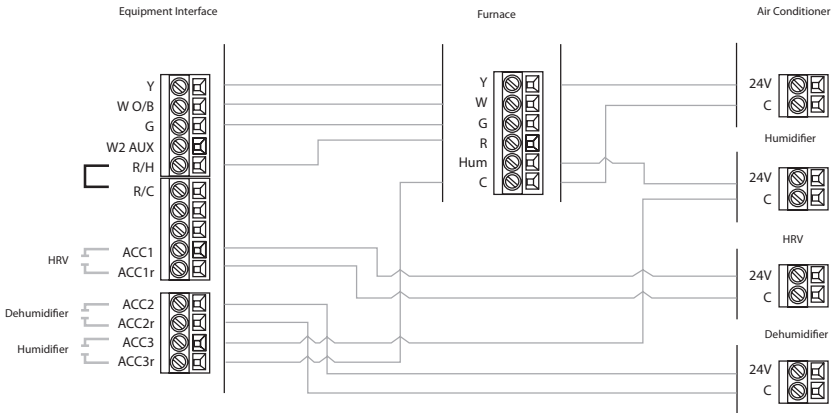 Equipment Interface
Furnace
Air Conditioner
Y
W O/B
G
W2 AUX
R/H
R/C
HRV
ACC1
ACC1r
Dehumidifier
ACC2
ACC2r
Humidifier
ACC3
ACC3r
Y
W
G
R
Hum
C
24V
C
Humidifier
24V
C
HRV
24V
C
Dehumidifier
24V
C